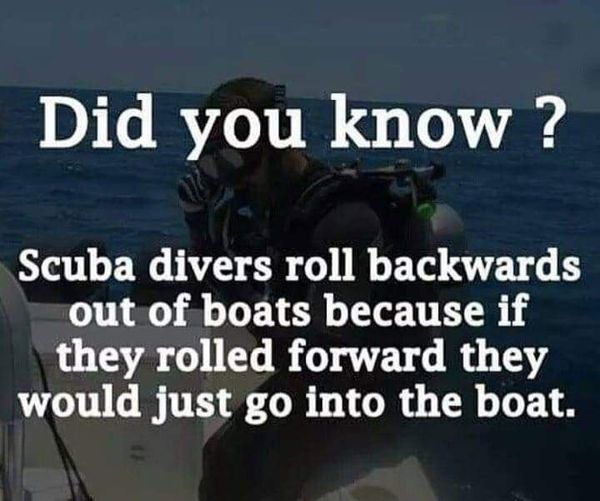 Did you know ?
Scuba divers roll backwards
out of boats because if
they rolled forward they
would just go into the boat.